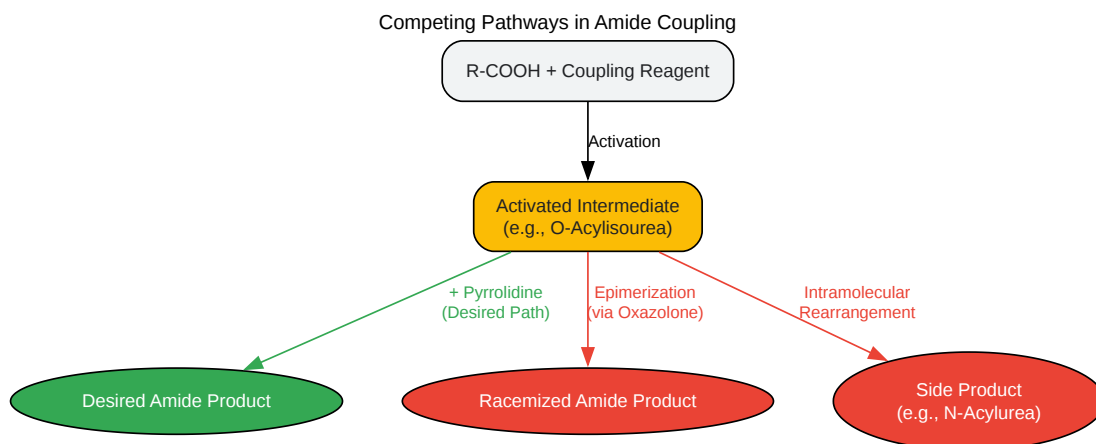 Competing Pathways in Amide Coupling
R-COOH + Coupling Reagent
Activation
Activated Intermediate
(e.g., O-Acylisourea)
+ Pyrrolidine
(Desired Path)
Epimerization
(via Oxazolone)
Intramolecular
Rearrangement
Desired Amide Product
Racemized Amide Product
Side Product
(e.g., N-Acylurea)